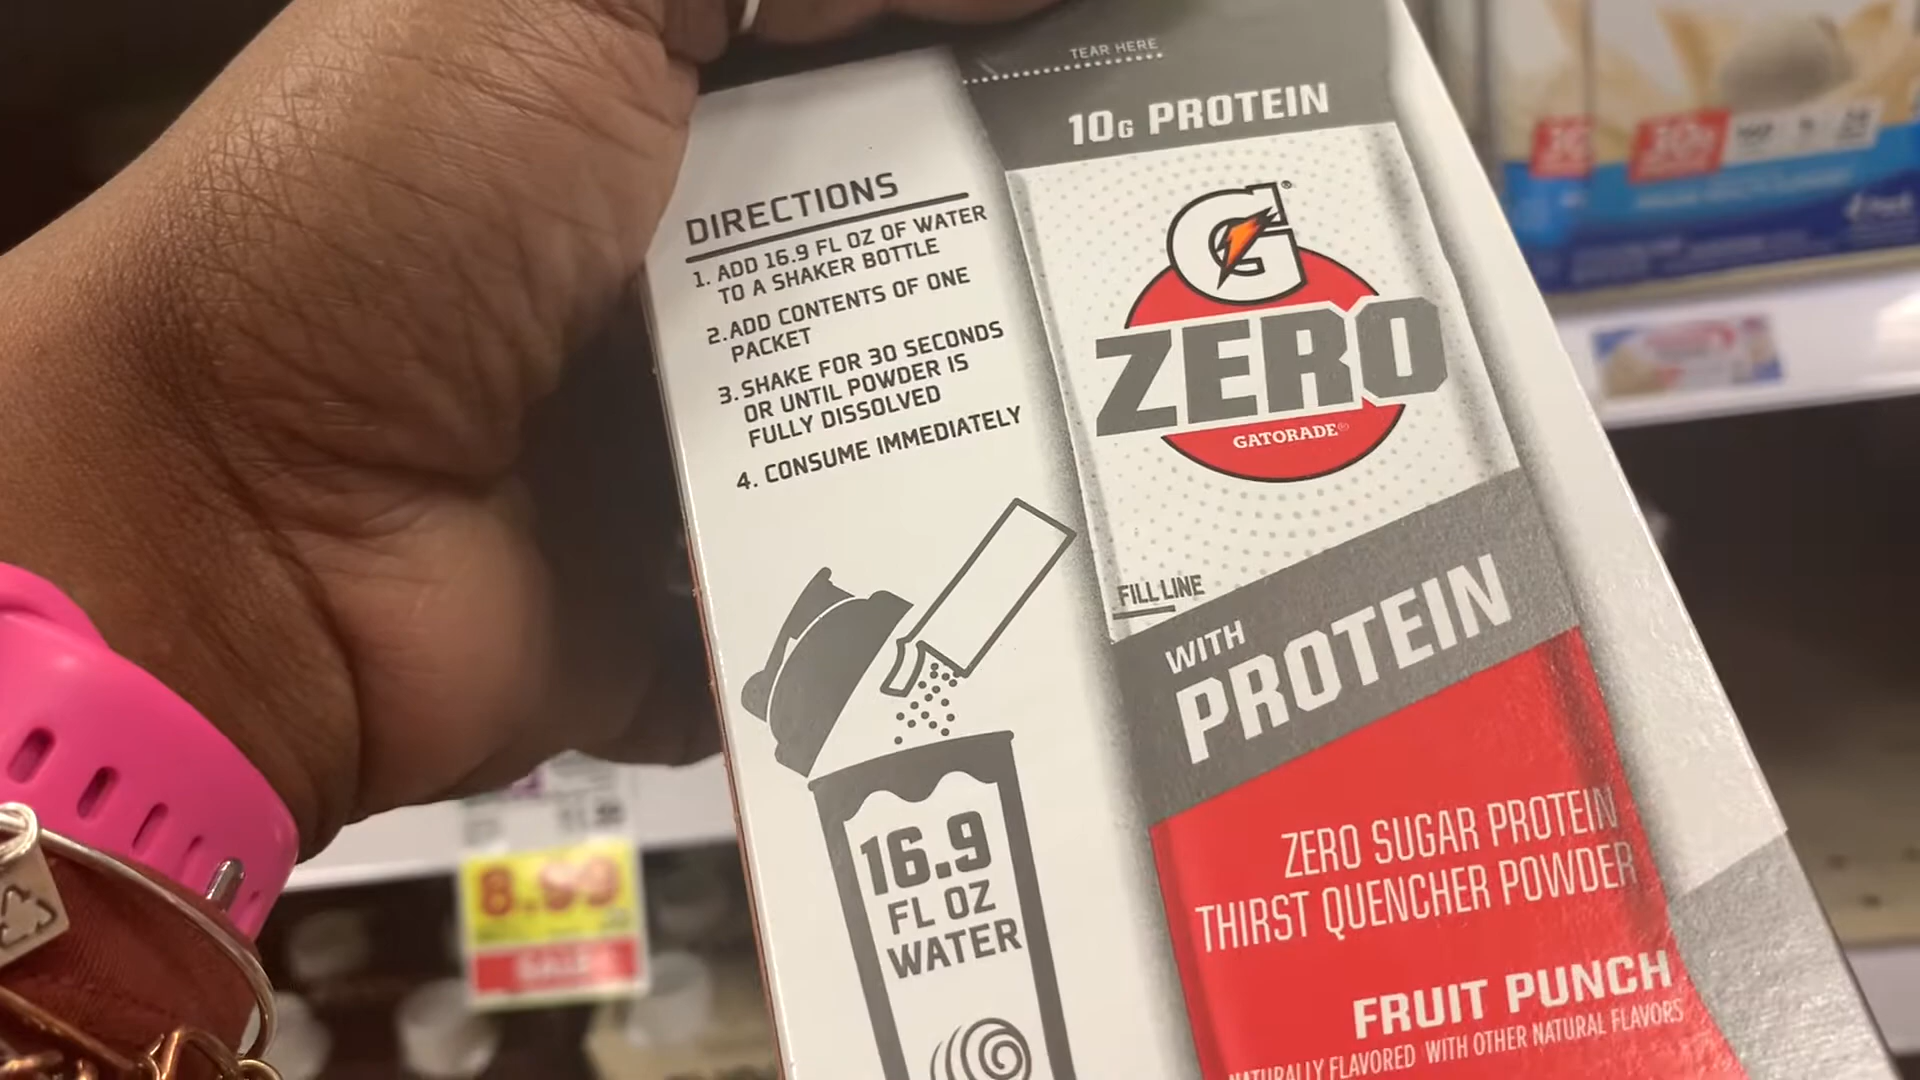 DIRECTIONS
1. ADD 16.9 FL OZ OF WATER
TO A SHAKER BOTTLE
2. ADD CONTENTS OF ONE
PACKET
3. SHAKE FOR 30 SECONDS
OR UNTIL POWDER IS
FULLY DISSOLVED
4. CONSUME IMMEDIATELY
16.9
FL OZ
WATER
TEAR HERE
10G PROTEIN
G®
ZERO
GATORADE®
FILL LINE
WITH
PROTEIN
ZERO SUGAR PROTEIN
THIRST QUENCHER POWDER
FRUIT PUNCH
NATURALLY FLAVORED WITH OTHER NATURAL FLAVORS
8.99
SALE
30g